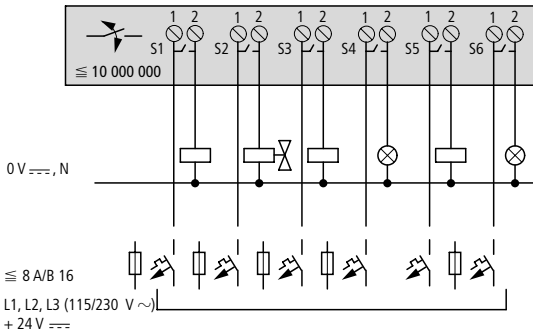 1 2 1 2 1 2 1 2 1 2 1 2
S1 S2 S3 S4 S5 S6
≦ 10 000 000
0 V ⎓, N
≦ 8 A/B 16
L1, L2, L3 (115/230 V ~)
+ 24 V ⎓